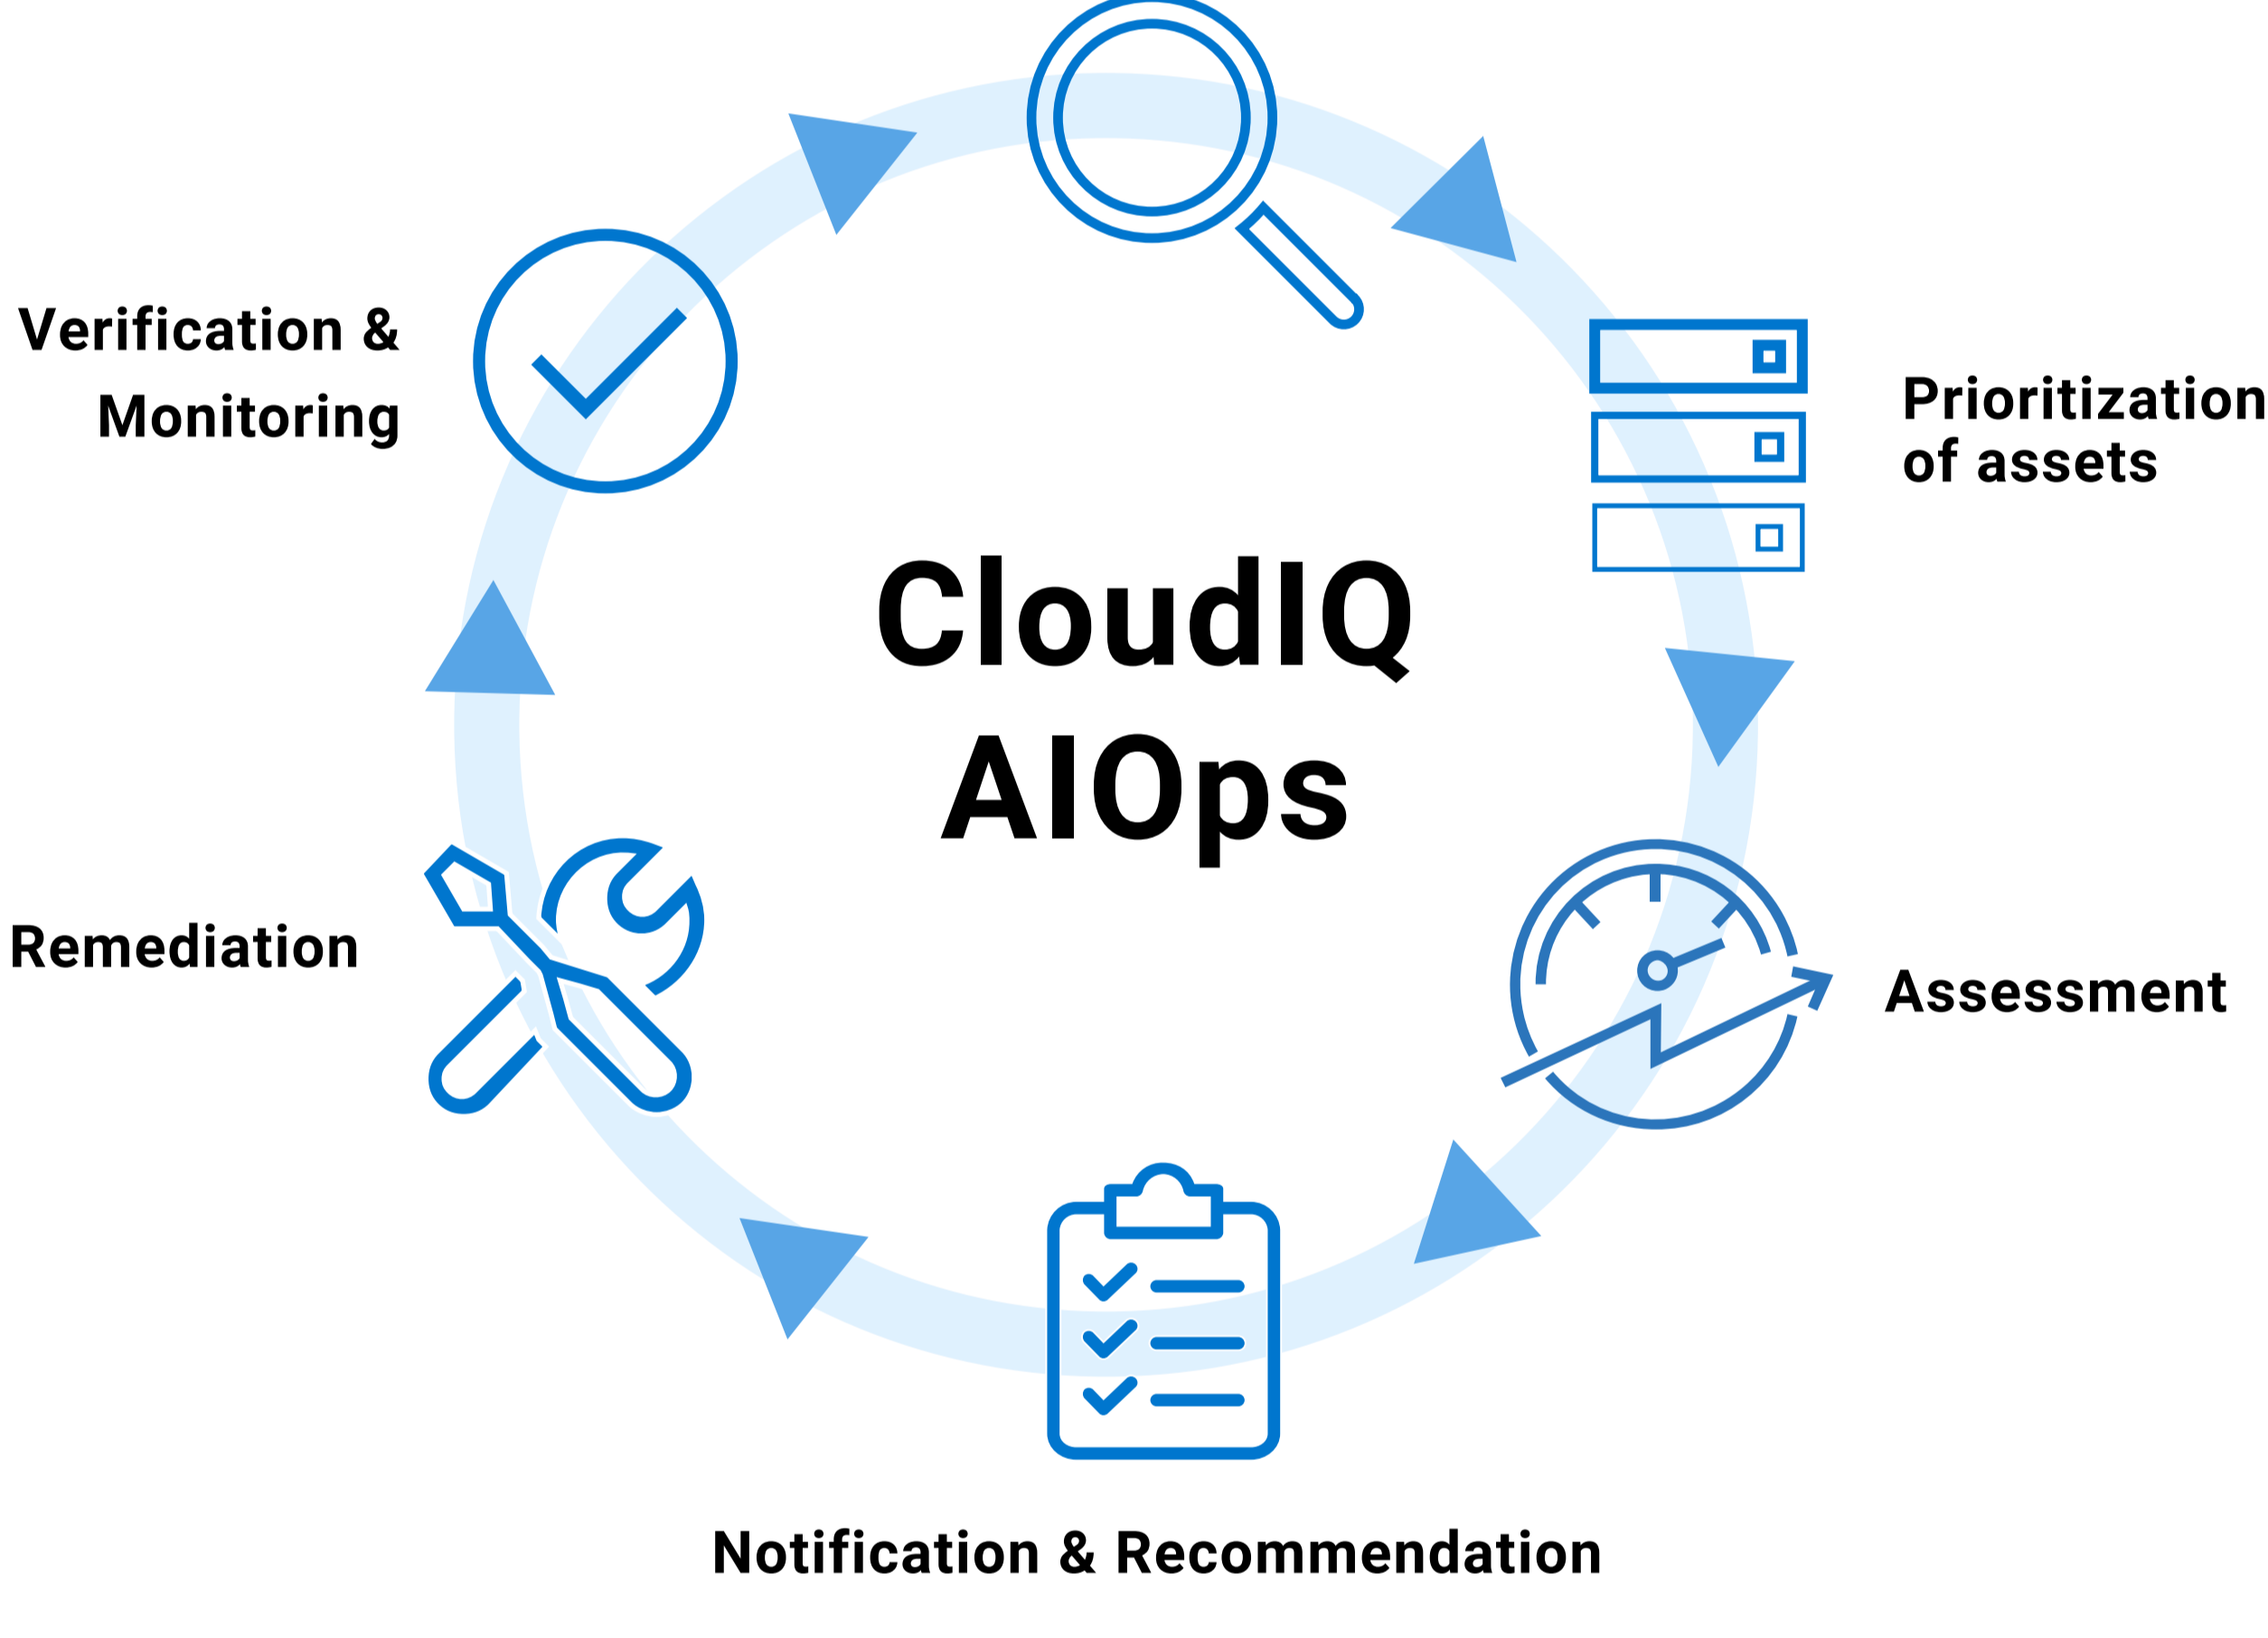 Verification &
Monitoring
Prioritization
of assets
CloudIQ
AIOps
Remediation
Assessment
Notification & Recommendation